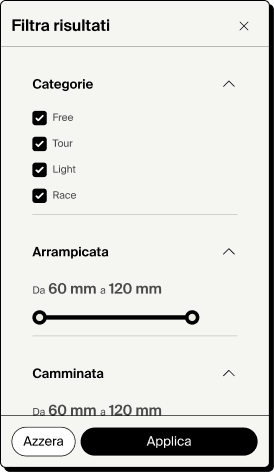 Filtra risultati
Categorie
Free
Tour
Light
Race
Arrampicata
Da 60 mm a 120 mm
Camminata
Da 60 mm a 120 mm
Azzera
Applica